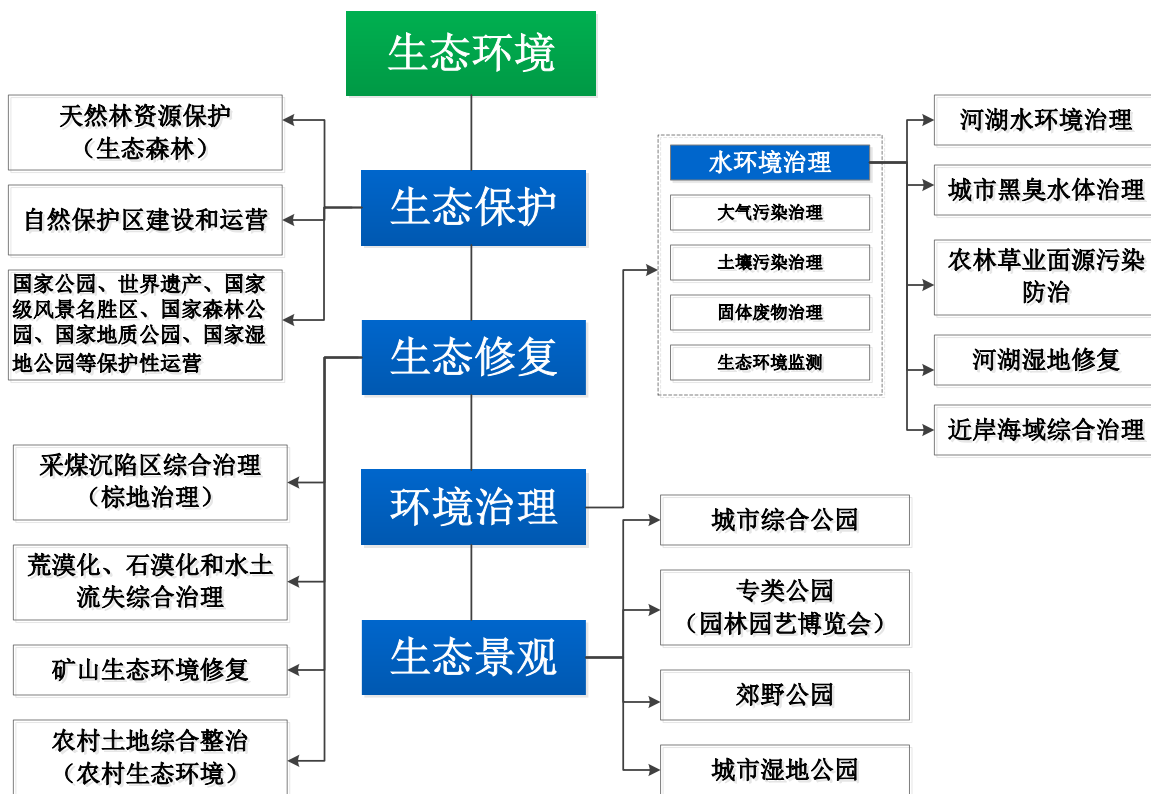 生态环境
生态保护
天然林资源保护
（生态森林）
自然保护区建设和运营
国家公园、世界遗产、国家
级风景名胜区、国家森林公
园、国家地质公园、国家湿
地公园等保护性运营
生态修复
采煤沉陷区综合治理
（棕地治理）
荒漠化、石漠化和水土
流失综合治理
矿山生态环境修复
农村土地综合整治
（农村生态环境）
环境治理
水环境治理
大气污染治理
土壤污染治理
固体废物治理
生态环境监测
河湖水环境治理
城市黑臭水体治理
农林草业面源污染
防治
河湖湿地修复
近岸海域综合治理
生态景观
城市综合公园
专类公园
（园林园艺博览会）
郊野公园
城市湿地公园